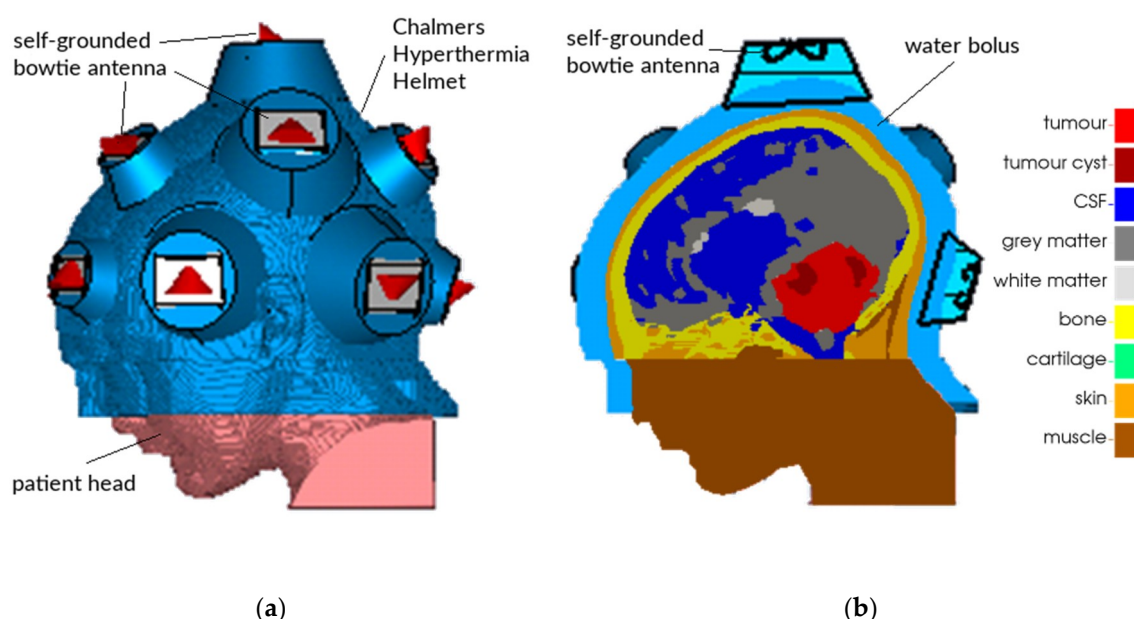 self-grounded
bowtie antenna
Chalmers
Hyperthermia
Helmet
patient head
(a)
self-grounded
bowtie antenna
water bolus
tumour
tumour cyst
CSF
grey matter
white matter
bone
cartilage
skin
muscle
(b)